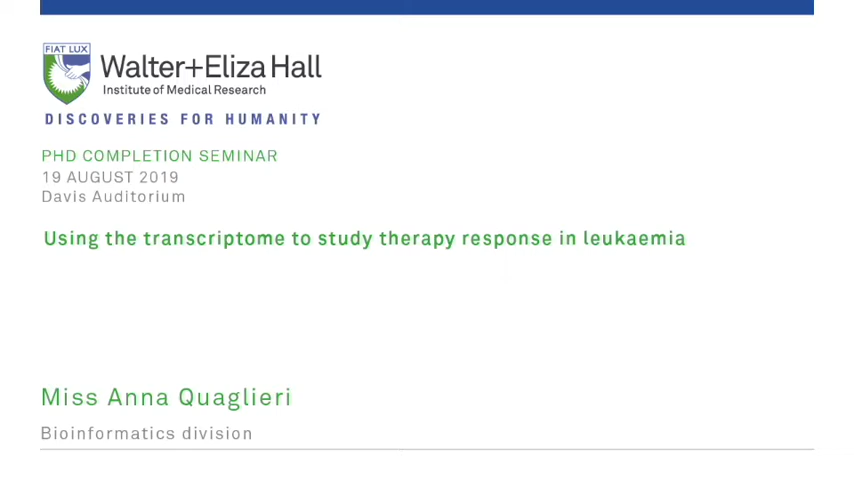 FIAT LUX
Walter+Eliza Hall
Institute of Medical Research
DISCOVERIES FOR HUMANITY
PHD COMPLETION SEMINAR
19 AUGUST 2019
Davis Auditorium
Using the transcriptome to study therapy response in leukaemia
Miss Anna Quaglieri
Bioinformatics division